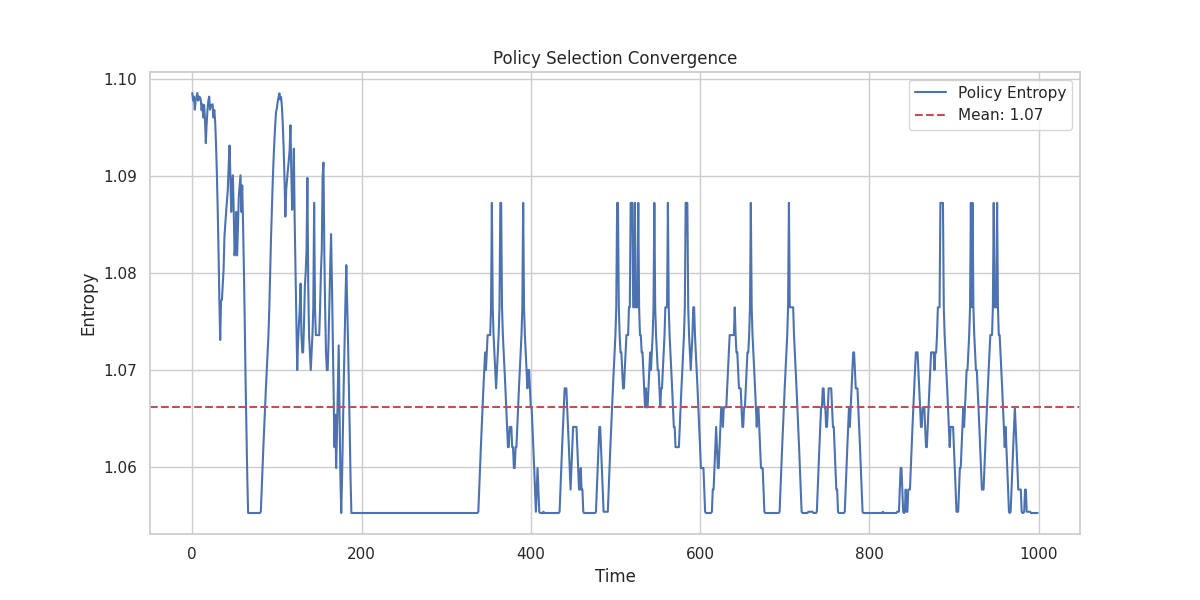 Policy Selection Convergence
Policy Entropy
Mean: 1.07
Entropy
1.10
1.09
1.08
1.07
1.06
0
200
400
600
800
1000
Time